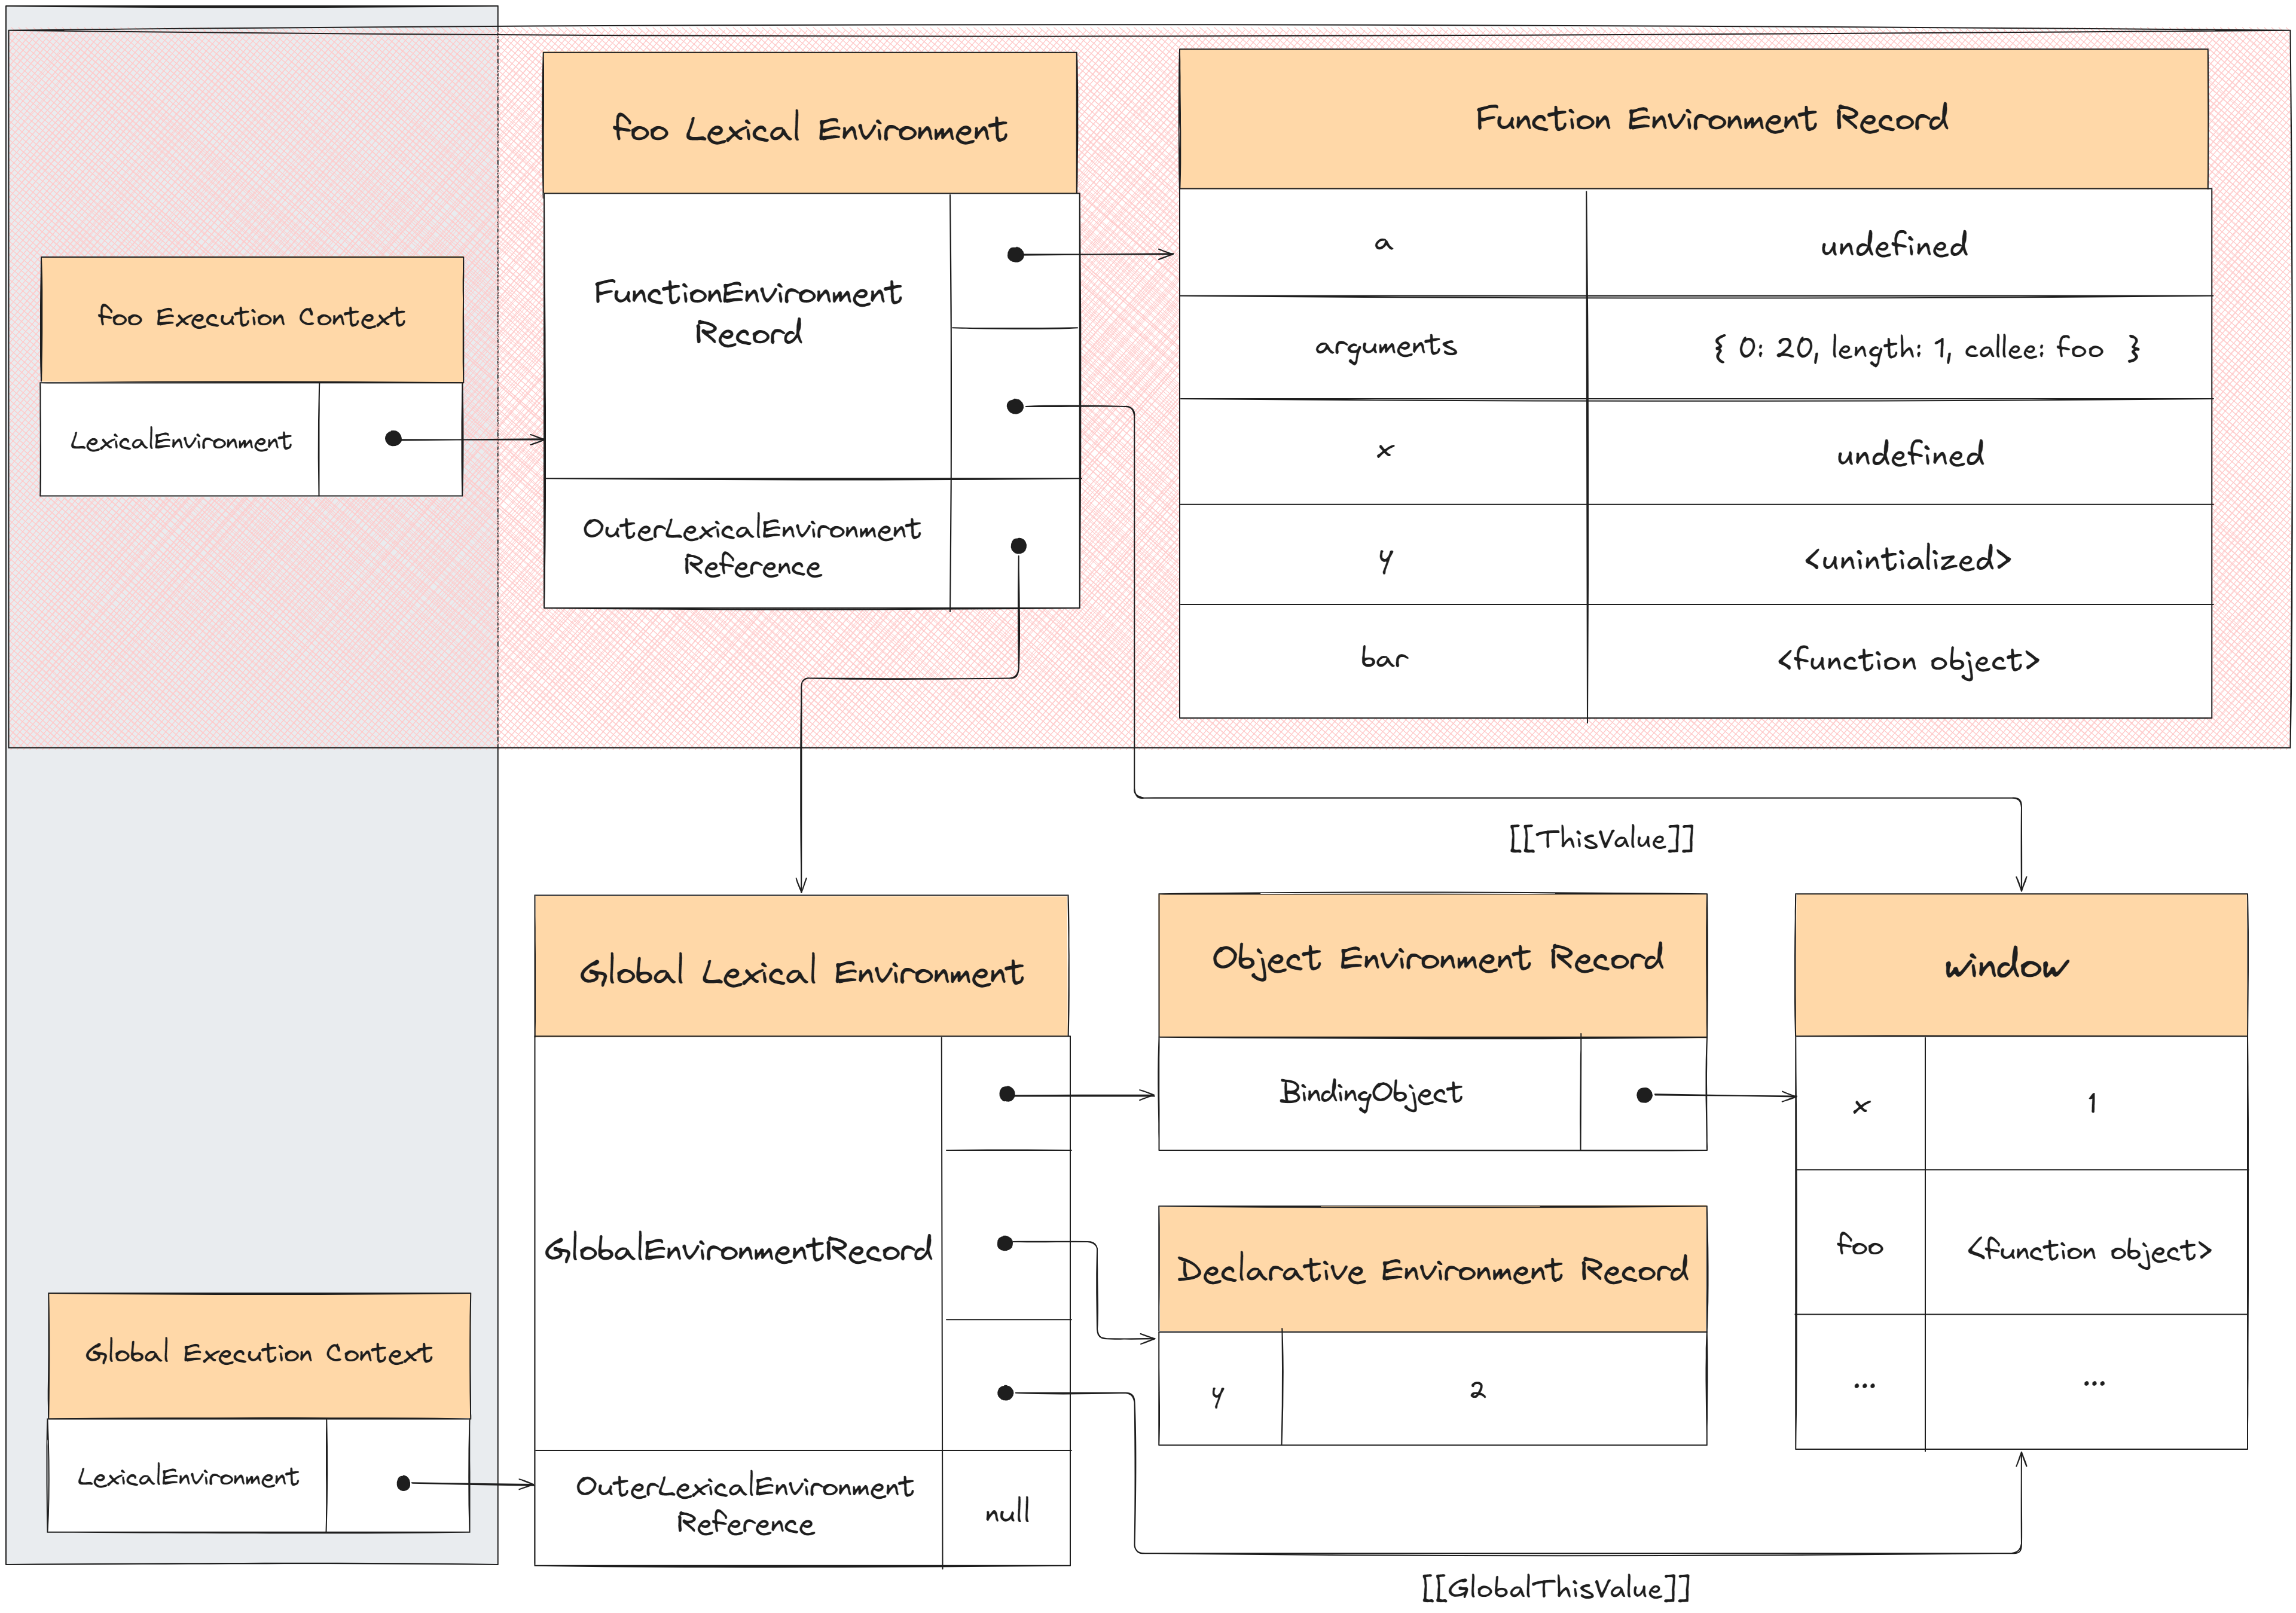 foo Lexical Environment
Function Environment Record
a
undefined
FunctionEnvironment
Record
foo Execution Context
arguments
{ 0: 20, length: 1, callee: foo }
LexicalEnvironment
x
undefined
OuterLexicalEnvironment
Reference
y
<unintialized>
bar
<function object>
[[ThisValue]]
Global Lexical Environment
Object Environment Record
window
BindingObject
x
1
GlobalEnvironmentRecord
Declarative Environment Record
foo
<function object>
Global Execution Context
y
2
...
...
LexicalEnvironment
OuterLexicalEnvironment
Reference
null
[[GlobalThisValue]]